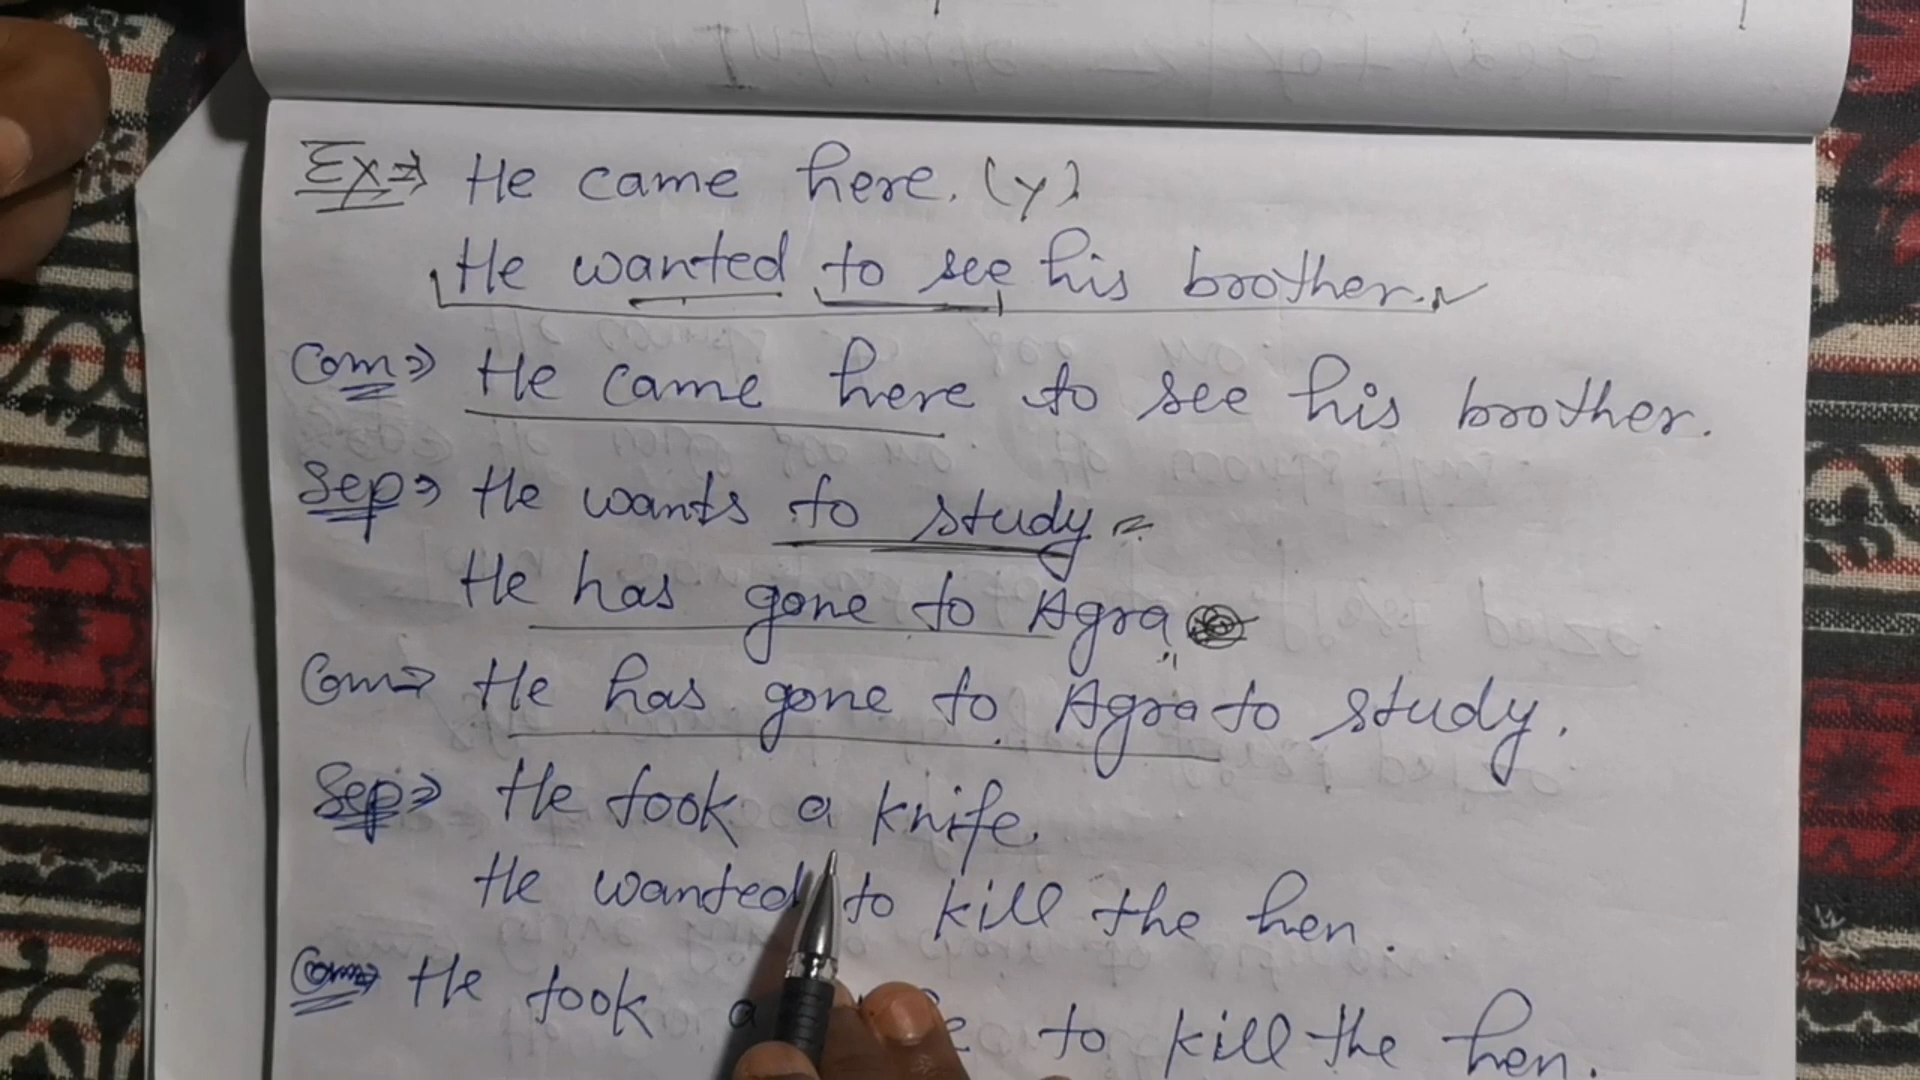 Ex⇒ He came here. (y)
He wanted to see his brother.
Com⇒ He came here to see his brother.
Sep⇒ He wants to study
He has gone to Agra
Com⇒ He has gone to Agra to study.
Sep⇒ He took a knife.
He wanted to kill the hen.
Com⇒ He took a to kill the hen.